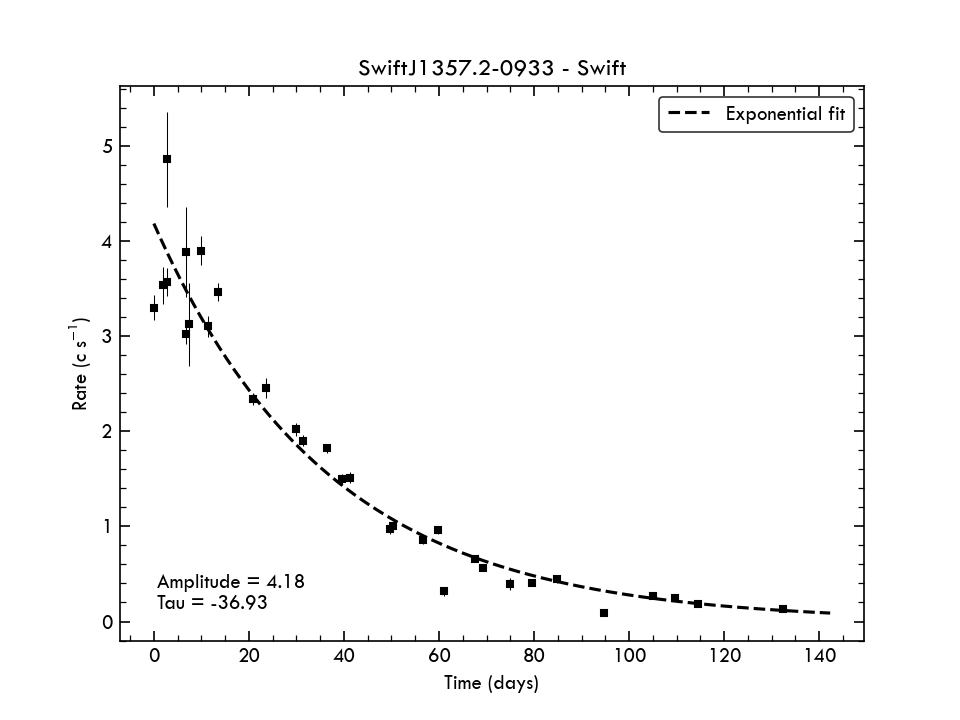 SwiftJ1357.2-0933 - Swift
Exponential fit
Rate (c s⁻¹)
5
4
3
2
1
0
Amplitude = 4.18
Tau = -36.93
0 20 40 60 80 100 120 140
Time (days)